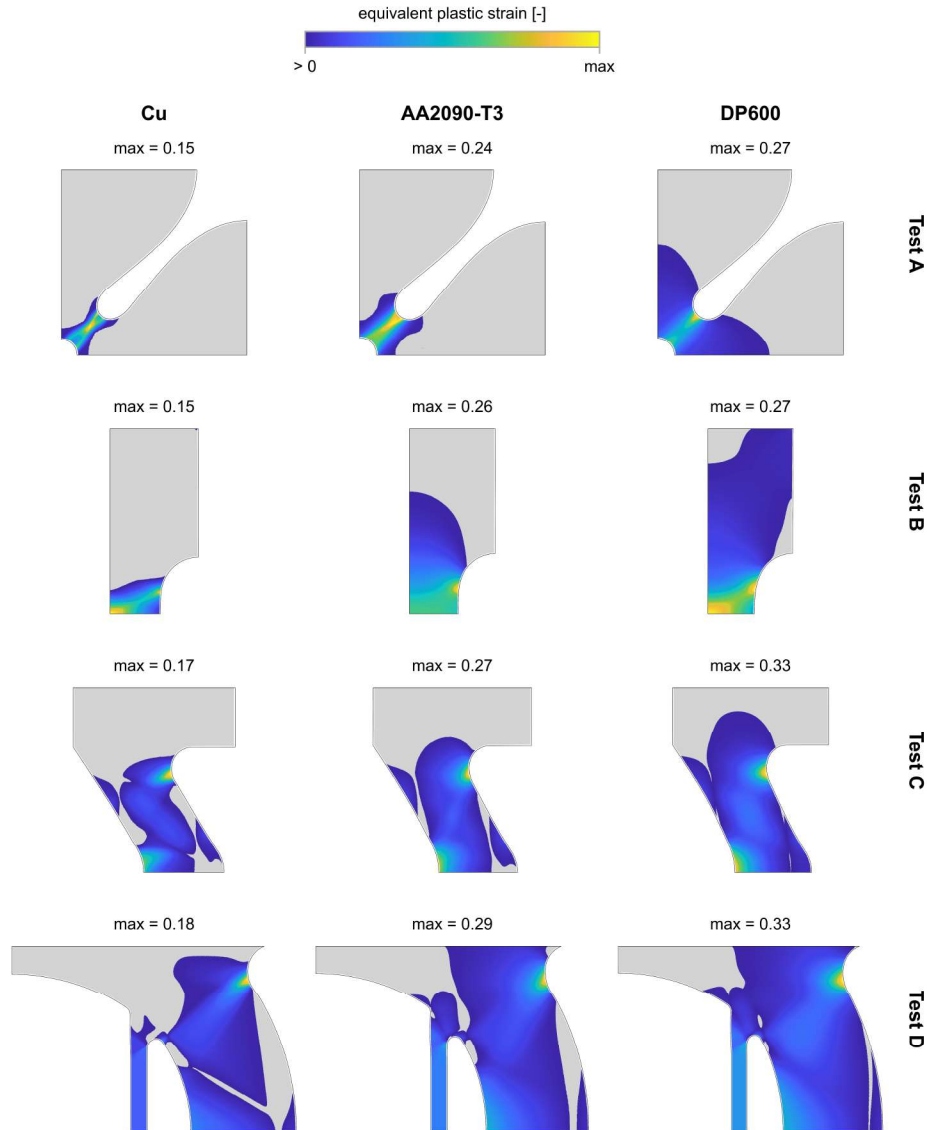 equivalent plastic strain [-]
> 0 max
Cu AA2090-T3 DP600
max = 0.15 max = 0.24 max = 0.27
Test A
max = 0.15 max = 0.26 max = 0.27
Test B
max = 0.17 max = 0.27 max = 0.33
Test C
max = 0.18 max = 0.29 max = 0.33
Test D